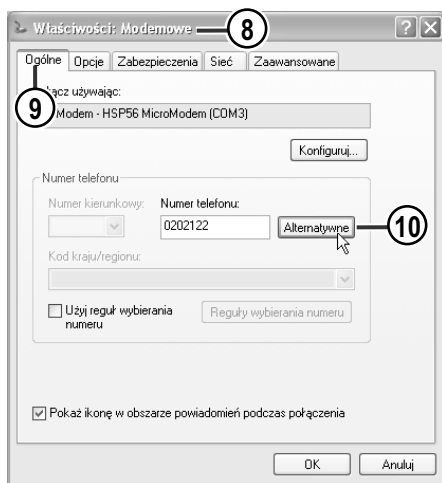 Właściwości: Modemowe
8
Ogólne Opcje Zabezpieczenia Sieć Zaawansowane
9
używając:
Modem - HSP56 MicroModem (COM3)
Konfiguruj...
Numer telefonu
Numer kierunkowy: Numer telefonu:
0202122 Alternatywne
10
Kod kraju/regionu:
Użyj reguł wybierania
numeru
Reguły wybierania numeru
Pokaż ikonę w obszarze powiadomień podczas połączenia
OK Anuluj